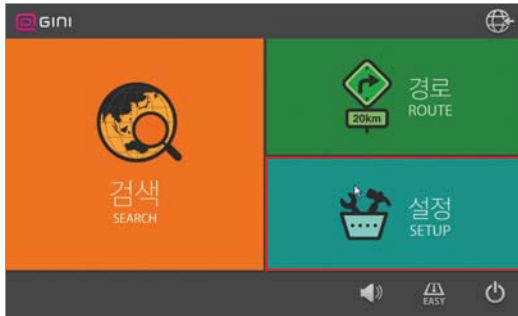 GINI
경로
ROUTE
20km
검색
SEARCH
설정
SETUP
EASY